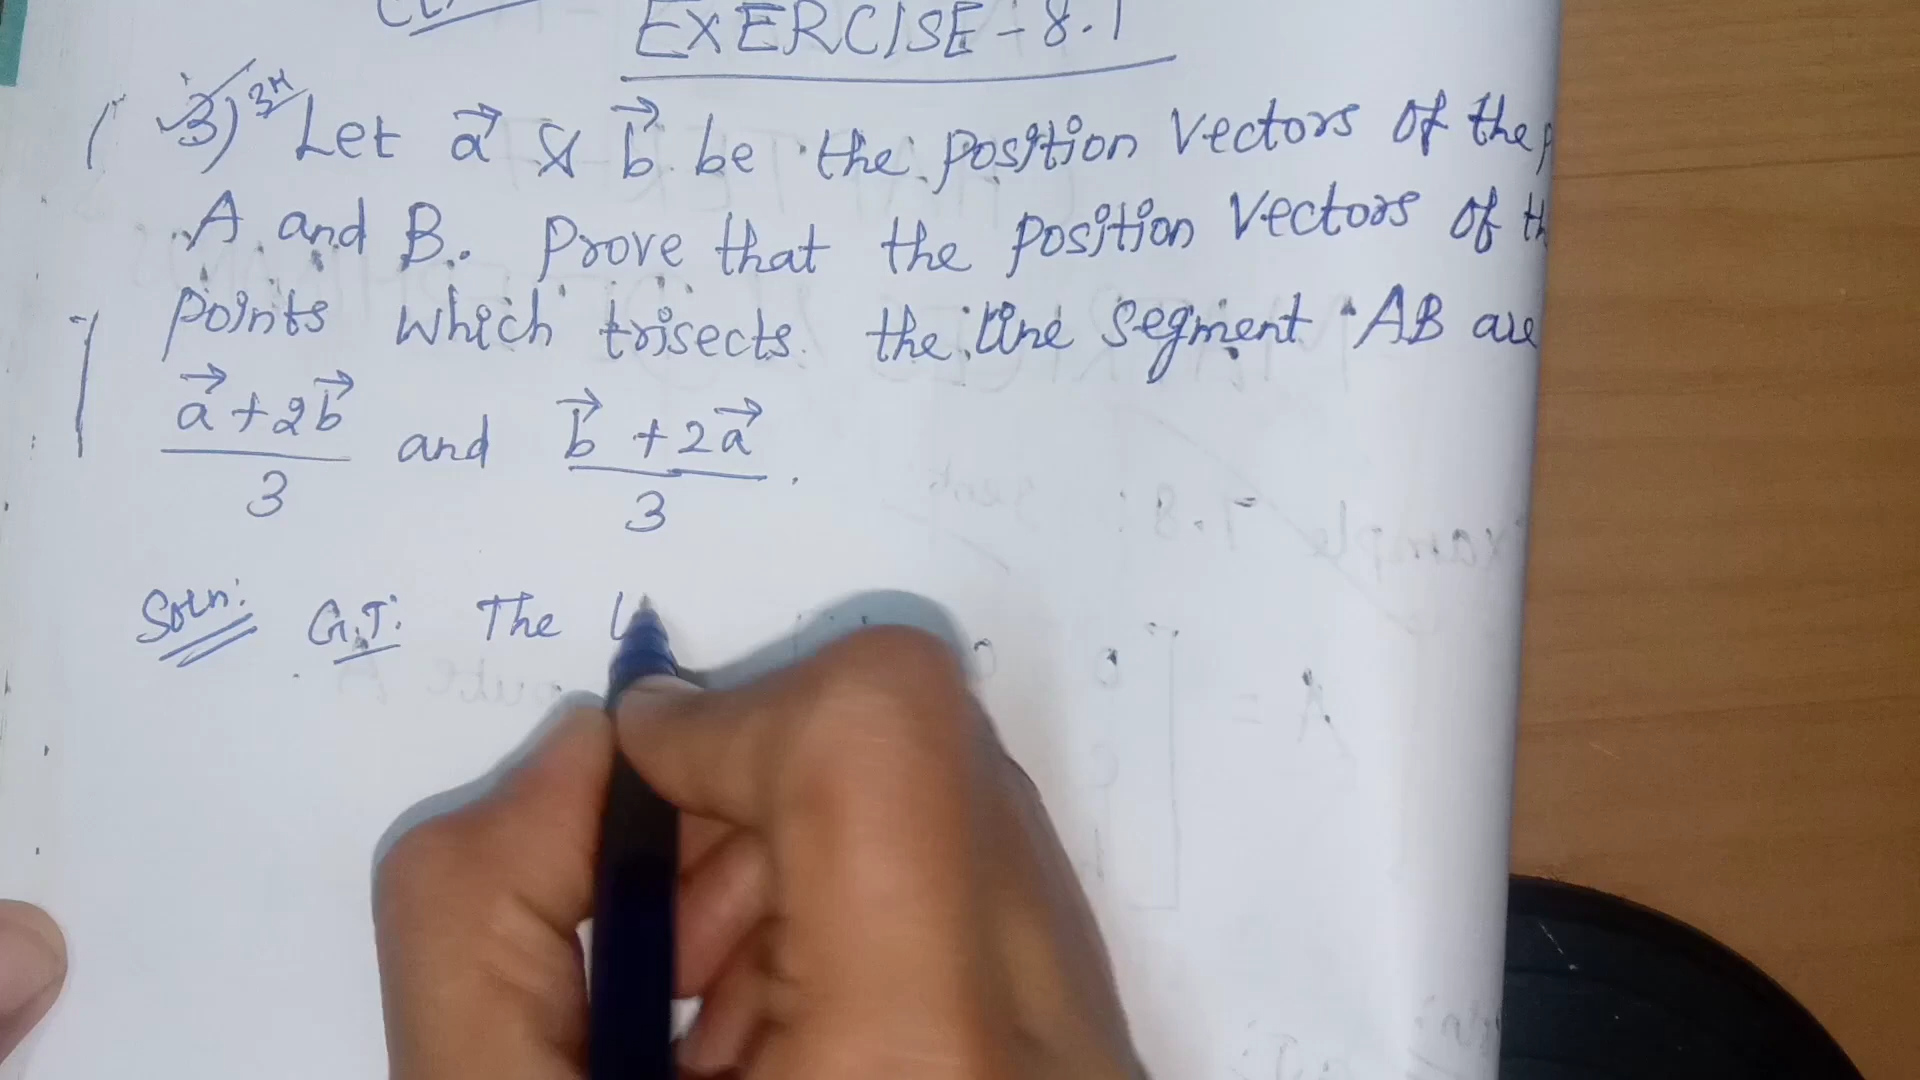 EXERCISE - 8.1
3) 3M Let a⃗ & b⃗ be the position vectors of the
A and B. Prove that the position vectors of
points which trisects the line segment AB are
a⃗ + 2b⃗ / 3 and b⃗ + 2a⃗ / 3 .
Soln: G.T: The